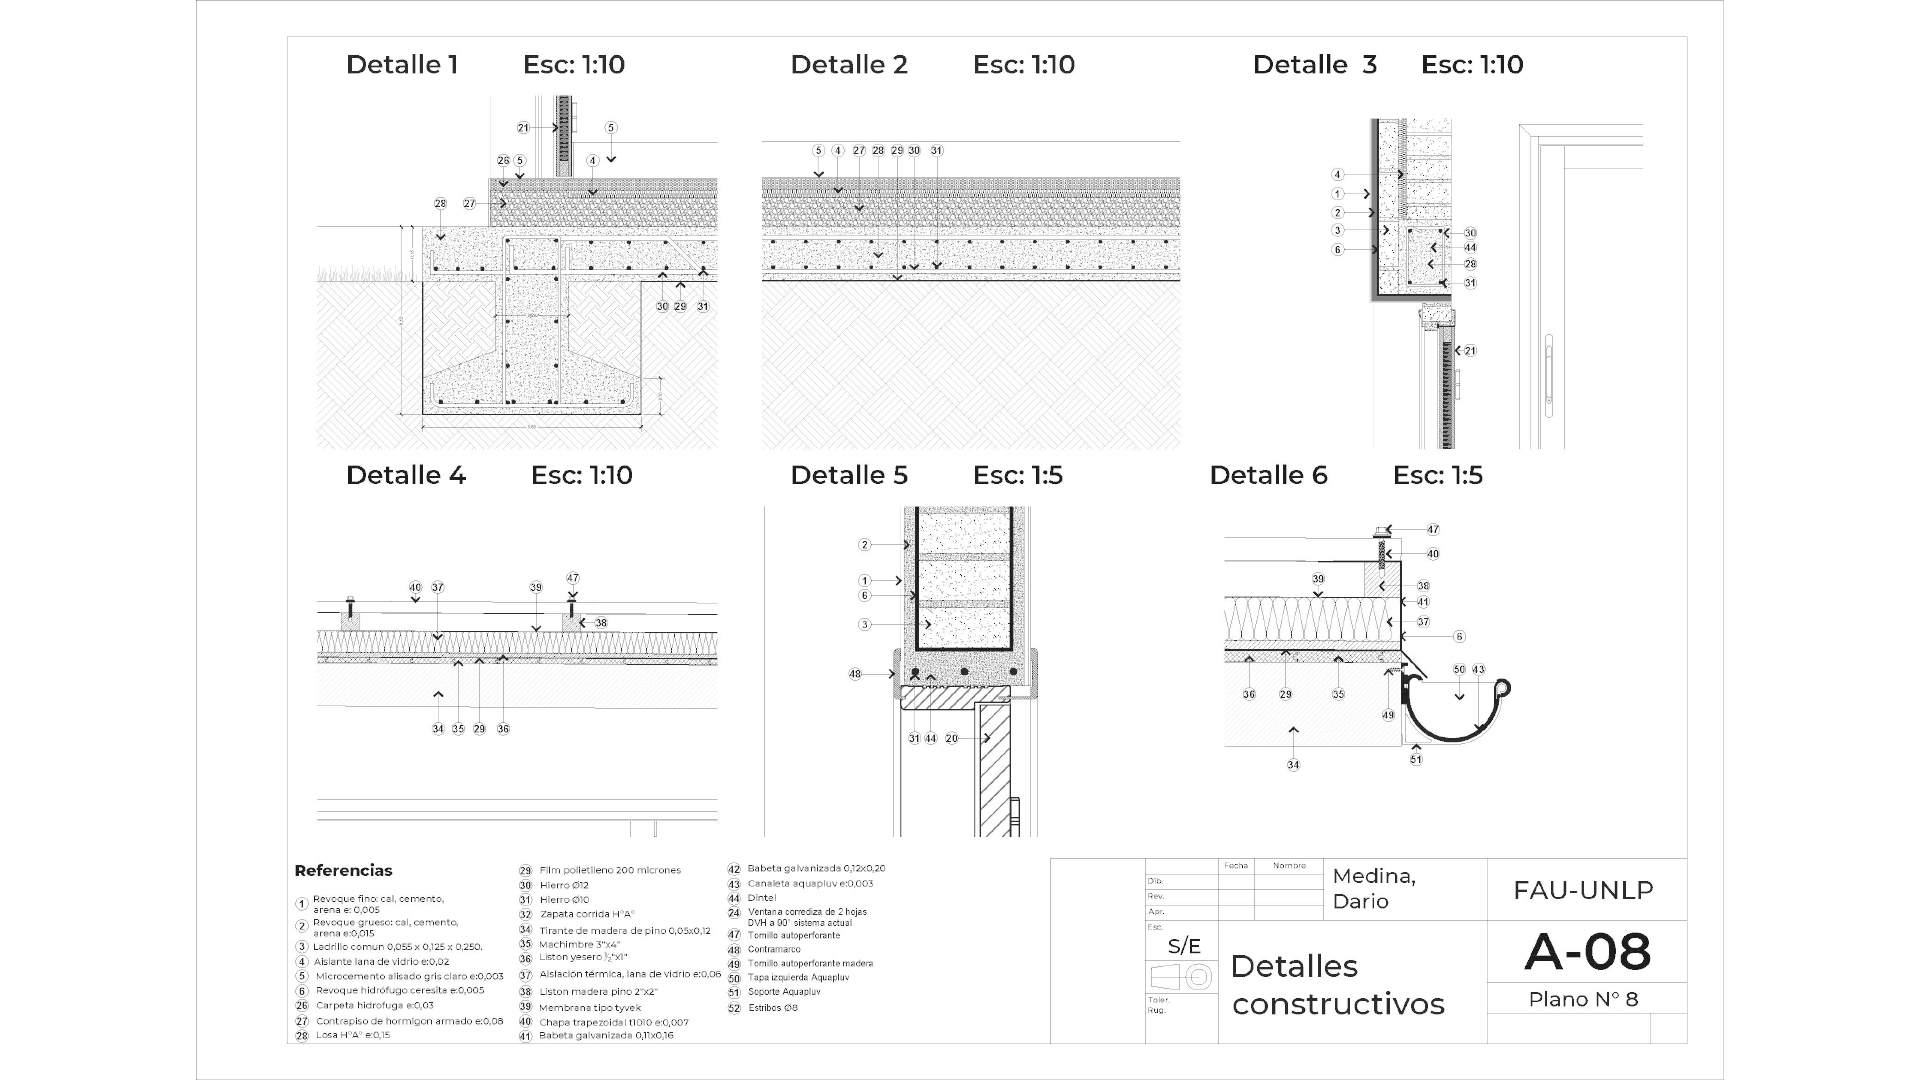 Detalle 1 Esc: 1:10
Detalle 2 Esc: 1:10
Detalle 3 Esc: 1:10
21 5
26 5 4
28 27
30 29 31
5 4 27 28 29 30 31
4
1
2
3
6
30
44
28
31
21
Detalle 4 Esc: 1:10
Detalle 5 Esc: 1:5
Detalle 6 Esc: 1:5
40 37 39 47
38
34 35 29 36
2
1
6
3
48
31 44 20
47
40
39
38
41
37
6
50 43
36 29 35
49
51
34
Referencias
1 Revoque fino: cal, cemento,
arena e: 0,005
2 Revoque grueso: cal, cemento,
arena e:0,015
3 Ladrillo comun 0,055 x 0,125 x 0,250.
4 Aislante lana de vidrio e:0,02
5 Microcemento alisado gris claro e:0,003
6 Revoque hidrófugo ceresita e:0,005
26 Carpeta hidrófuga e:0,03
27 Contrapiso de hormigon armado e:0,08
28 Losa H°A° e:0,15
29 Film polietileno 200 micrones
30 Hierro Ø12
31 Hierro Ø10
32 Zapata corrida H°A°
34 Tirante de madera de pino 0,05x0,12
35 Machimbre 3"x4"
36 Liston yesero ½"x1"
37 Aislación térmica, lana de vidrio e:0,06
38 Liston madera pino 2"x2"
39 Membrana tipo tyvek
40 Chapa trapezoidal t1010 e:0,007
41 Babeta galvanizada 0,11x0,16
42 Babeta galvanizada 0,12x0,20
43 Canaleta aquapluv e:0,003
44 Dintel
24 Ventana corrediza de 2 hojas
DVH a 90° sistema actual
47 Tornillo autoperforante
48 Contramarco
49 Tornillo autoperforante madera
50 Tapa izquierda Aquapluv
51 Soporte Aquapluv
52 Estribos Ø8
Fecha Nombre
Dib.
Rev.
Apr.
Medina,
Dario
FAU-UNLP
Esc.
S/E
Toler.
Rug.
Detalles
constructivos
A-08
Plano N° 8